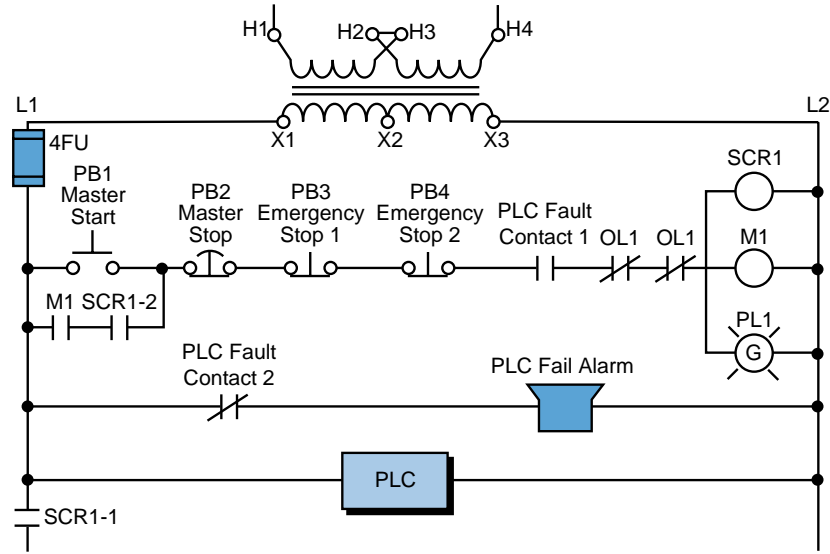 H1
H2
H3
H4
L1
L2
X1
X2
X3
4FU
PB1
Master
Start
PB2
Master
Stop
PB3
Emergency
Stop 1
PB4
Emergency
Stop 2
PLC Fault
Contact 1
OL1
OL1
SCR1
M1
PL1
G
M1
SCR1-2
PLC Fault
Contact 2
PLC Fail Alarm
PLC
SCR1-1